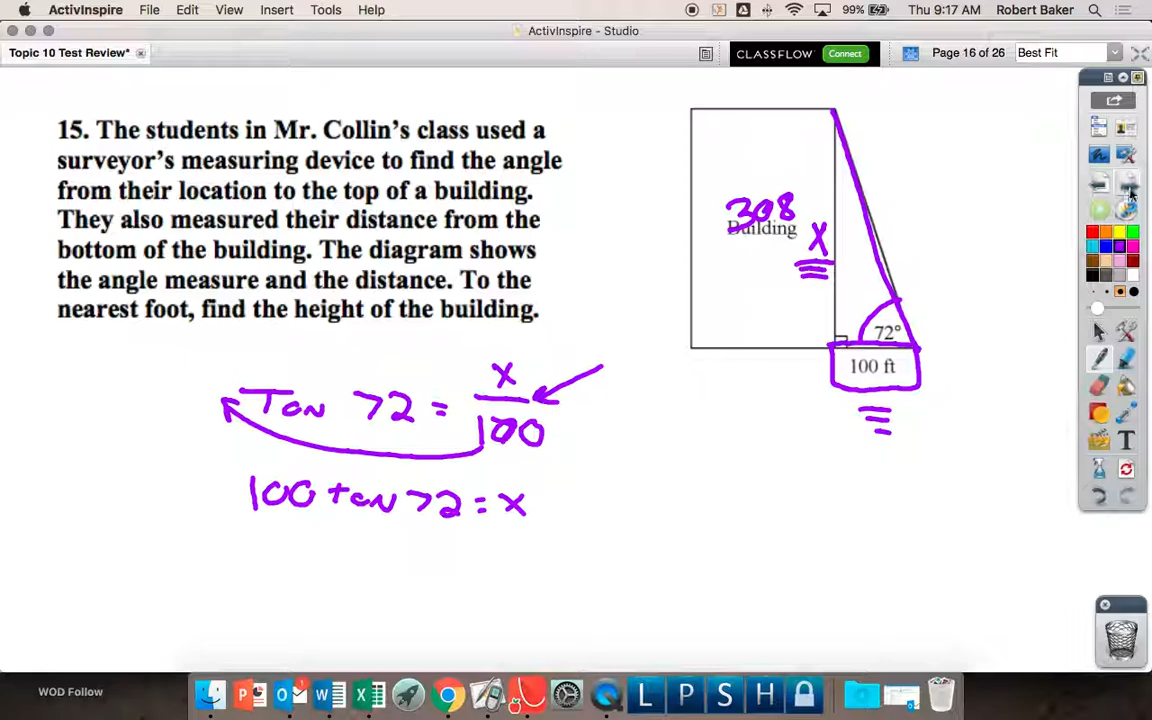 ActivInspire File Edit View Insert Tools Help 99% Thu 9:17 AM Robert Baker
ActivInspire - Studio
Topic 10 Test Review* CLASSFLOW Connect Page 16 of 26 Best Fit
15. The students in Mr. Collin's class used a
surveyor's measuring device to find the angle
from their location to the top of a building.
They also measured their distance from the
bottom of the building. The diagram shows
the angle measure and the distance. To the
nearest foot, find the height of the building.
308
Building
X
72°
100 ft
Tan 72 = x
100
100 tan 72 = x
T
L P S H
WOD Follow